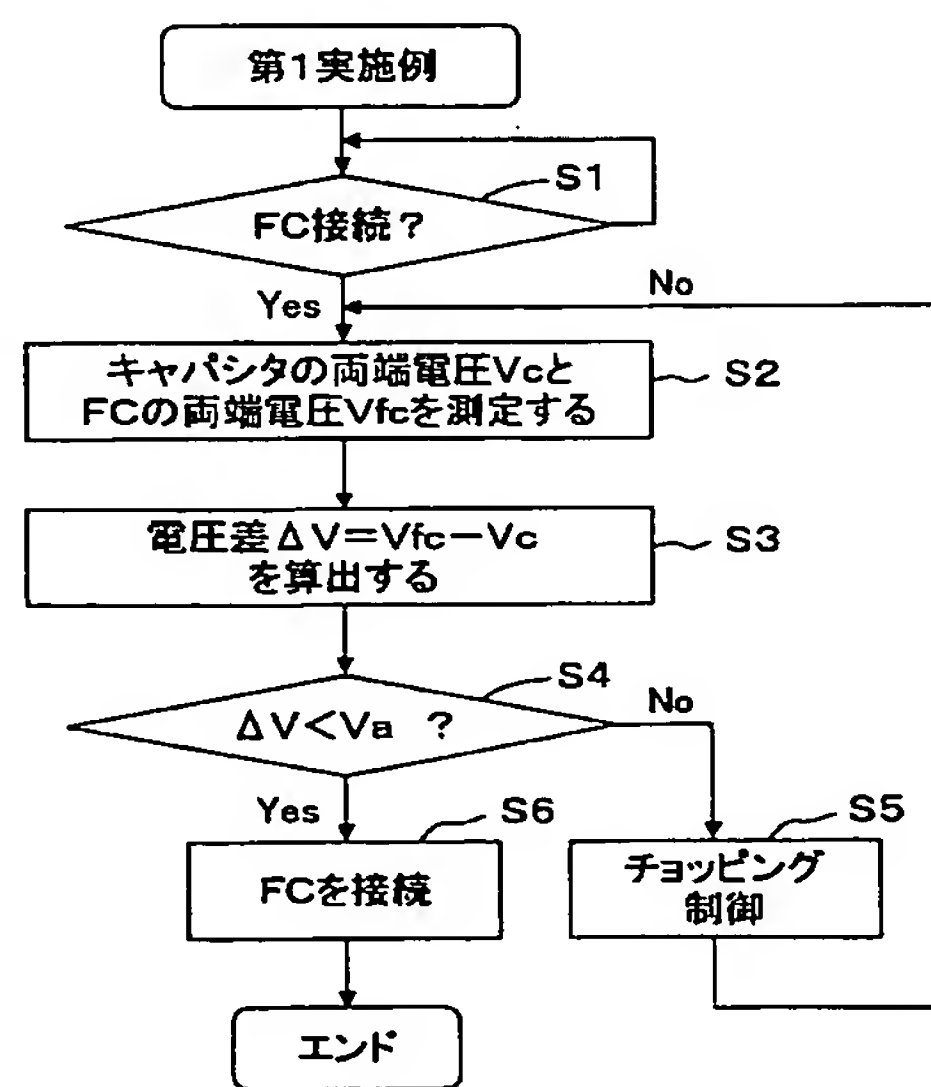 第1実施例
S1
FC接続？
No
Yes
キャパシタの両端電圧Vcと
FCの両端電圧Vfcを測定する
S2
電圧差ΔV＝Vfc－Vc
を算出する
S3
S4
ΔV＜Va ？
No
Yes
S6
S5
FCを接続
チョッピング
制御
エンド